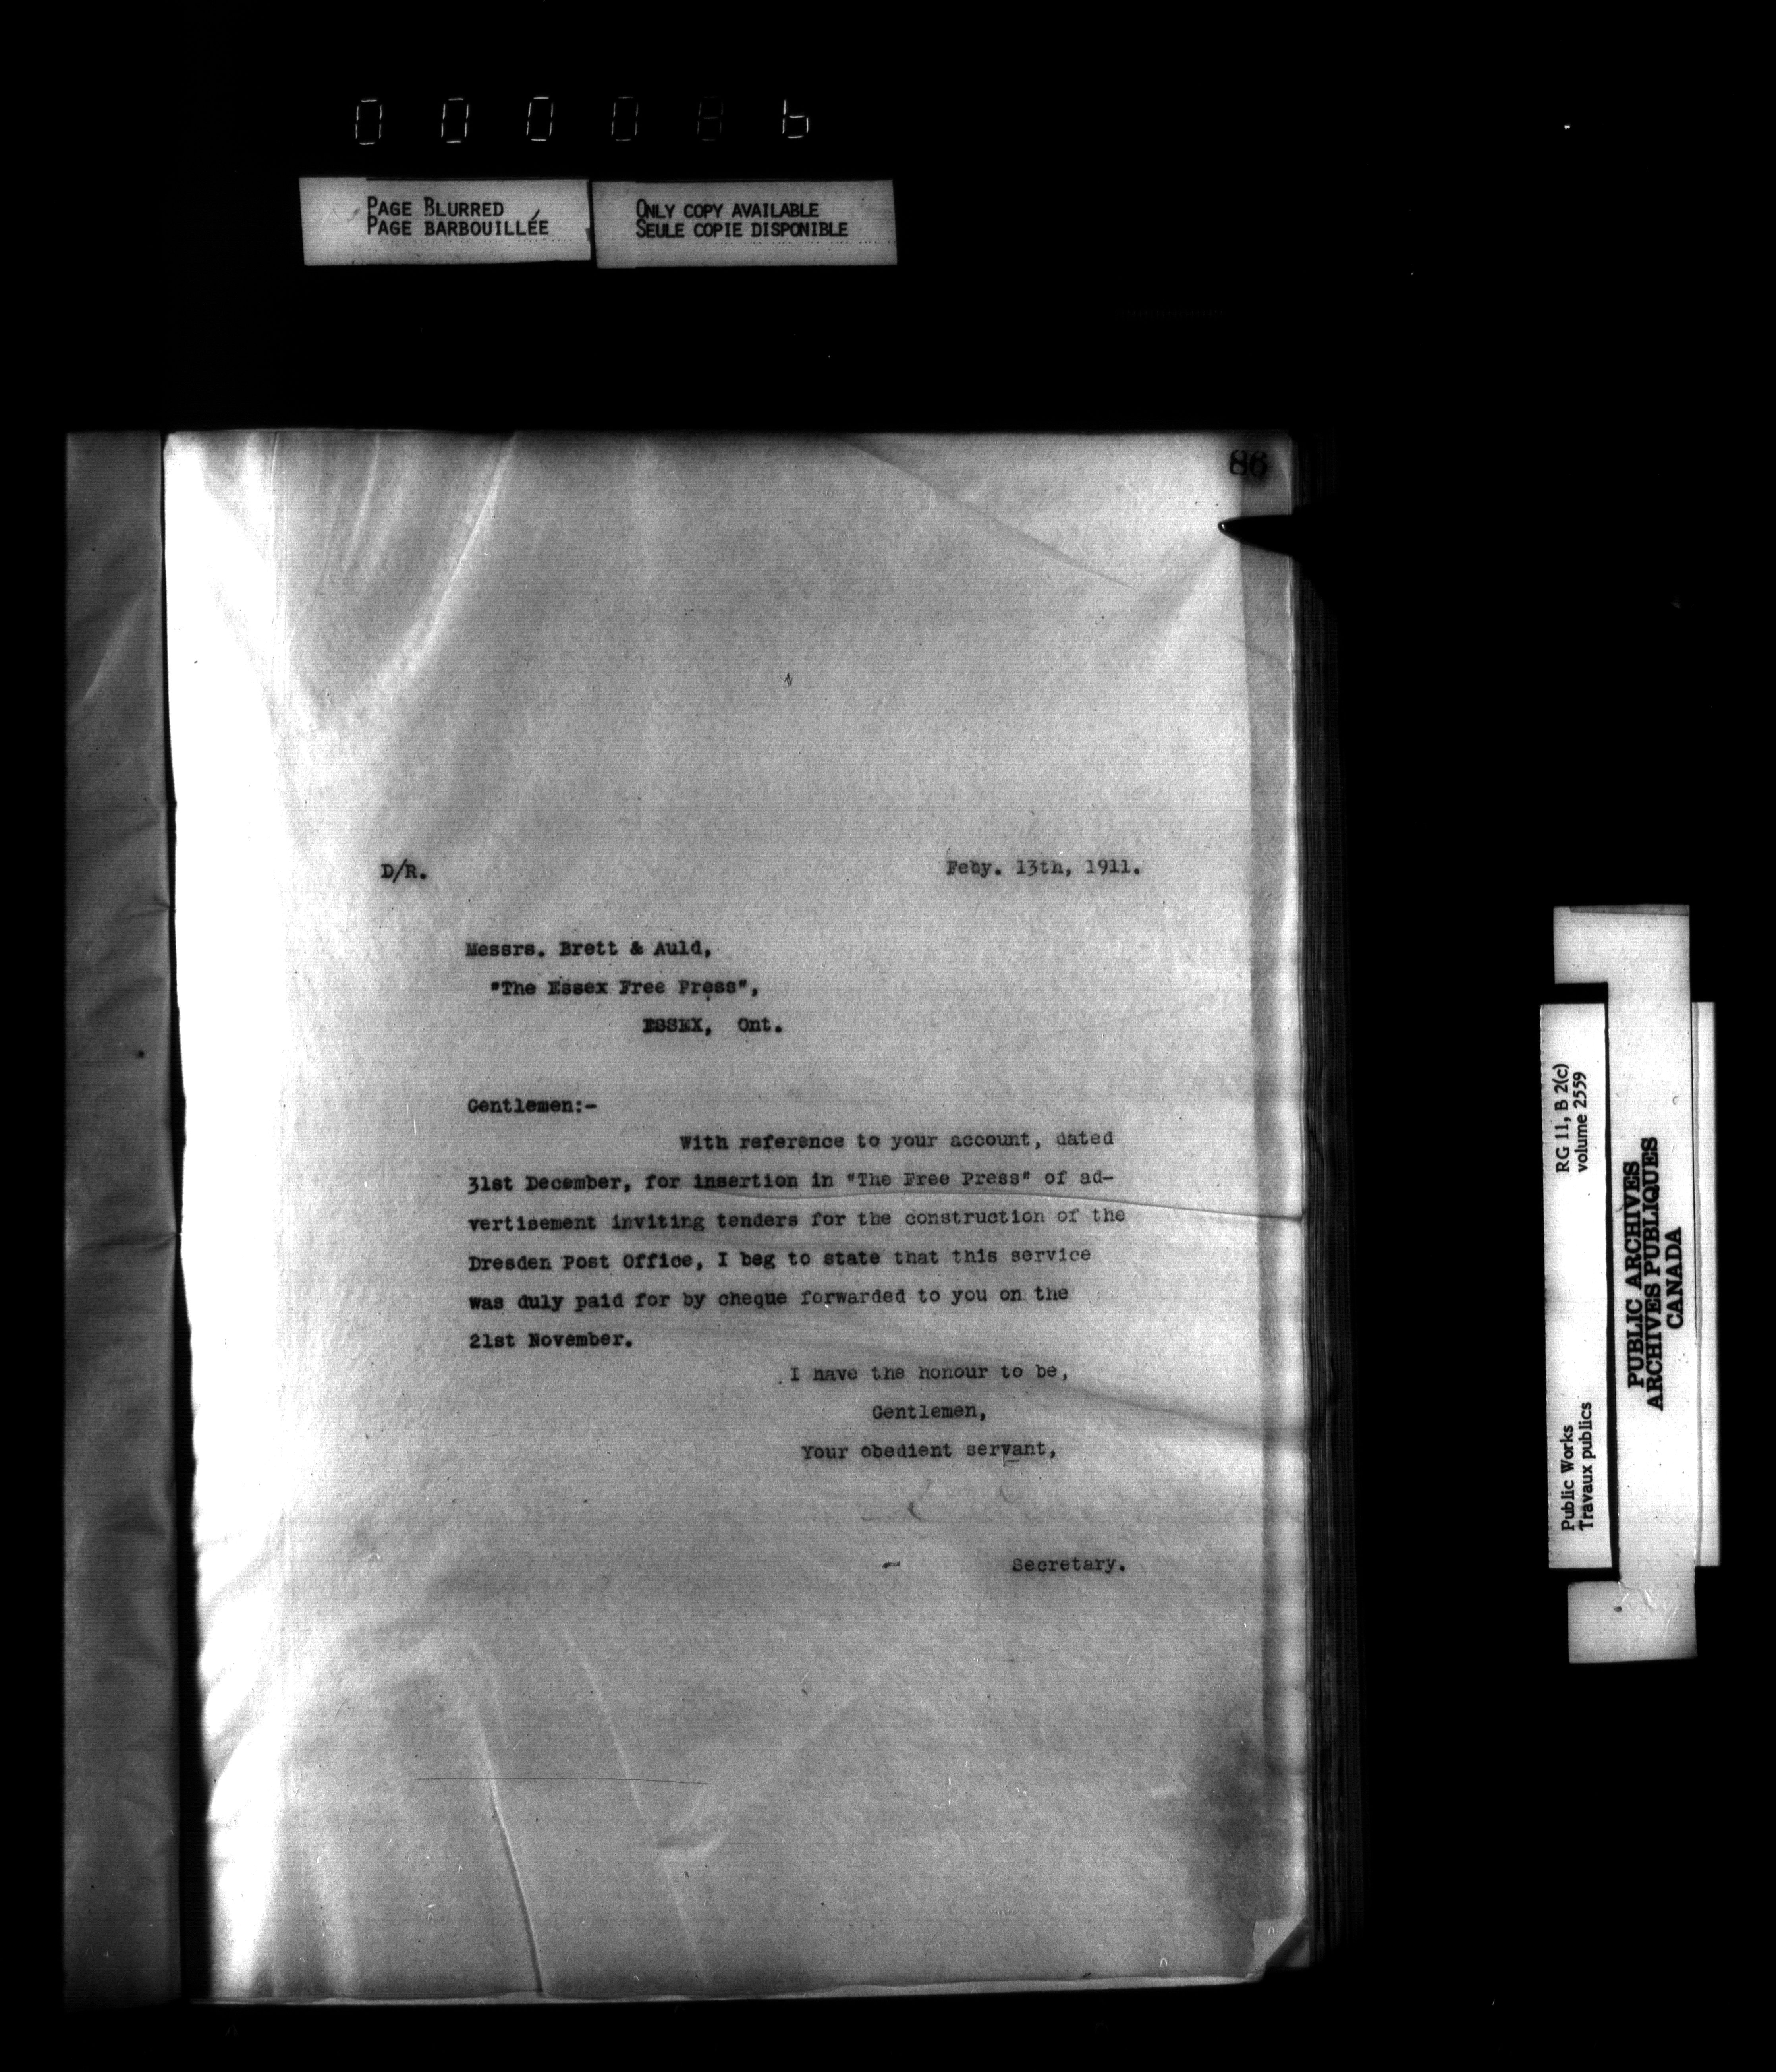 000086
PAGE BLURRED
PAGE BARBOUILLÉE
ONLY COPY AVAILABLE
SEULE COPIE DISPONIBLE
86
D/R.
Feby. 13th, 1911.
Messrs. Brett & Auld,
"The Essex Free Press",
ESSEX, Ont.
Gentlemen:-
With reference to your account, dated
31st December, for insertion in "The Free Press" of ad-
vertisement inviting tenders for the construction of the
Dresden Post Office, I beg to state that this service
was duly paid for by cheque forwarded to you on the
21st November.
I have the honour to be,
Gentlemen,
Your obedient servant,
Secretary.
RG 11, B 2(c)
volume 2559
Public Works
Travaux publics
PUBLIC ARCHIVES
ARCHIVES PUBLIQUES
CANADA